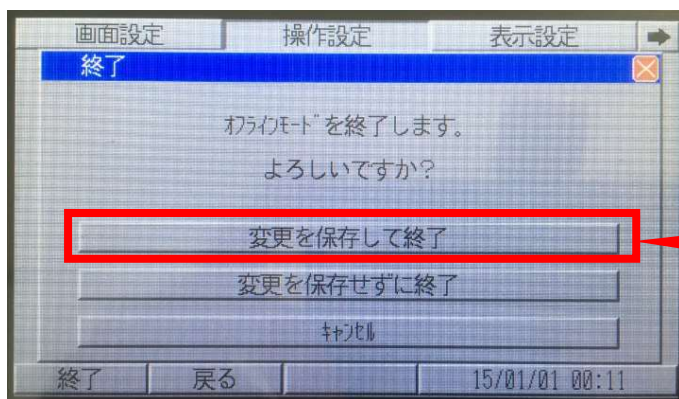 画面設定 操作設定 表示設定
終了
ｵﾌﾗｲﾝﾓｰﾄﾞを終了します。
よろしいですか?
変更を保存して終了
変更を保存せずに終了
ｷｬﾝｾﾙ
終了 戻る 15/01/01 00:11